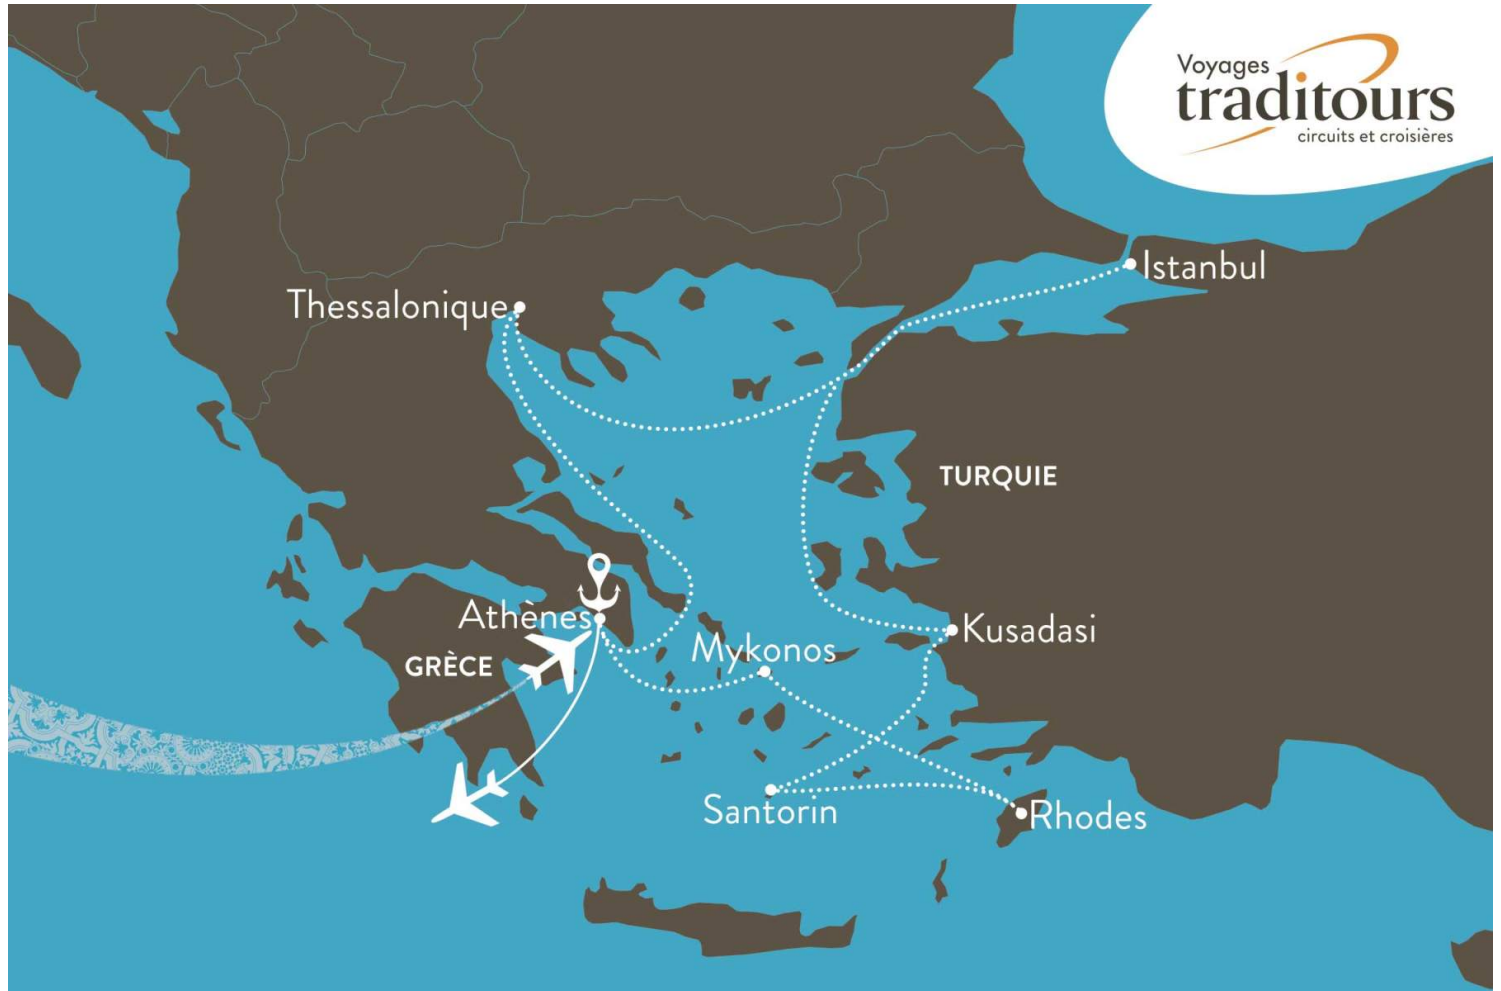 Voyages
traditours
circuits et croisières
Istanbul
Thessalonique
TURQUIE
Athènes
Kusadasi
Mykonos
GRÈCE
Santorin
Rhodes